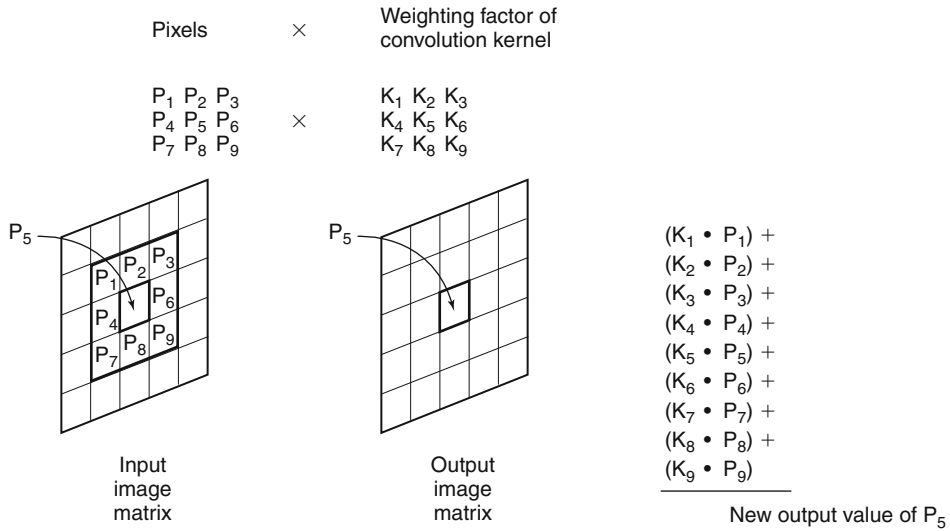 Pixels × Weighting factor of
convolution kernel
P₁ P₂ P₃ K₁ K₂ K₃
P₄ P₅ P₆ × K₄ K₅ K₆
P₇ P₈ P₉ K₇ K₈ K₉
P₅
P₁ P₂ P₃
P₄ P₆
P₇ P₈ P₉
Input
image
matrix
P₅
Output
image
matrix
(K₁ • P₁) +
(K₂ • P₂) +
(K₃ • P₃) +
(K₄ • P₄) +
(K₅ • P₅) +
(K₆ • P₆) +
(K₇ • P₇) +
(K₈ • P₈) +
(K₉ • P₉)
New output value of P₅